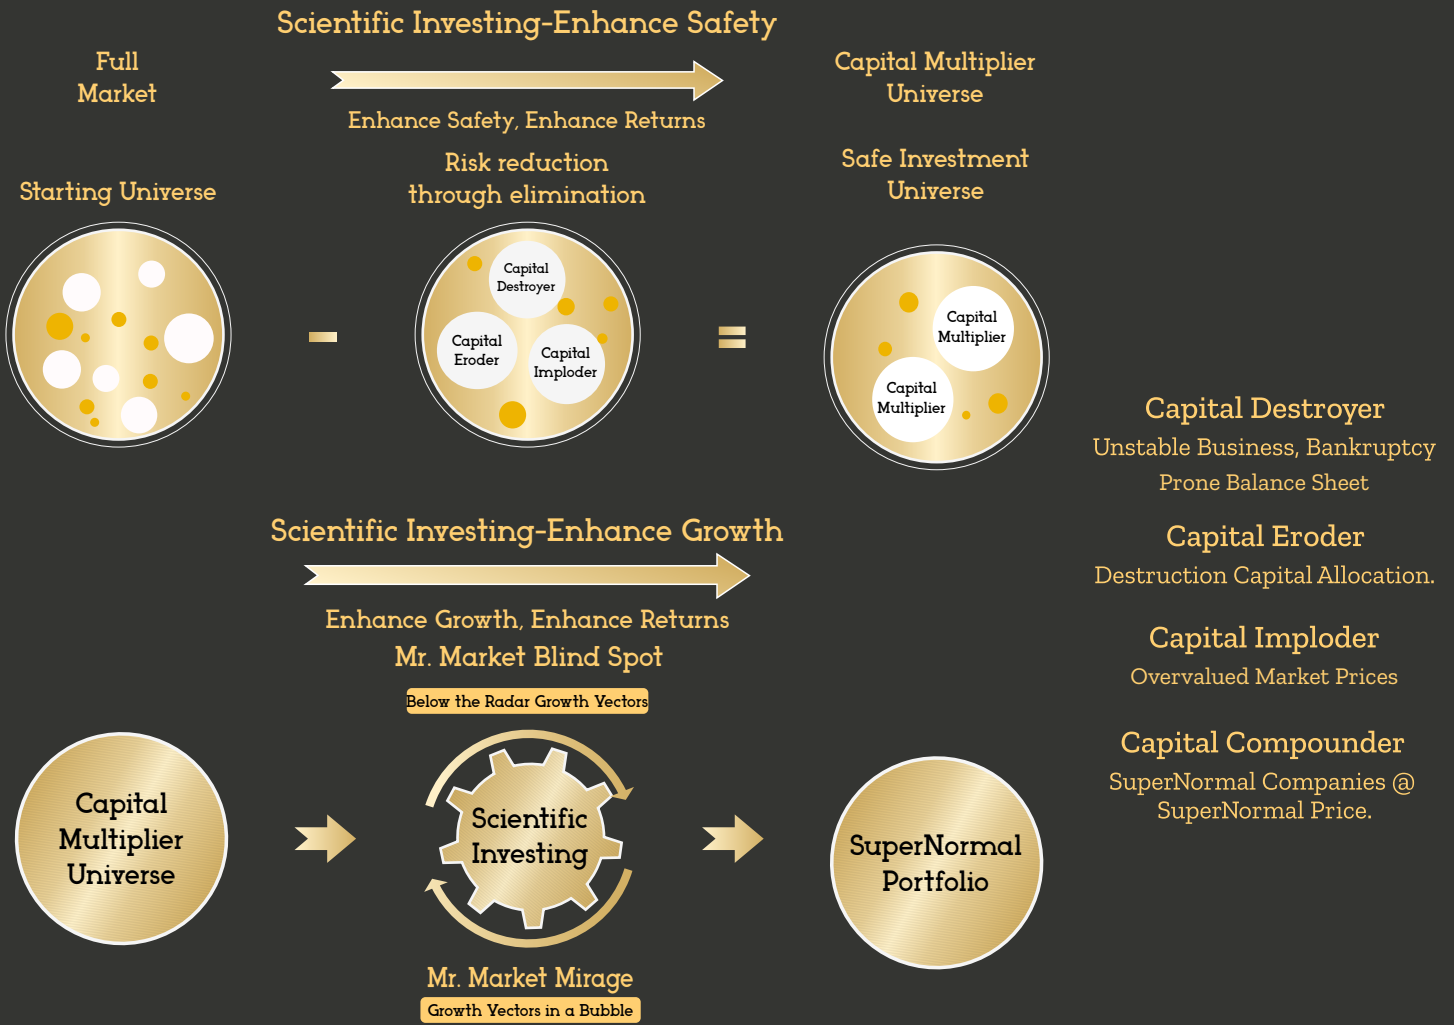 Scientific Investing-Enhance Safety
Full
Market
Capital Multiplier
Universe
Enhance Safety, Enhance Returns
Starting Universe
Risk reduction
through elimination
Safe Investment
Universe
Capital
Destroyer
Capital
Eroder
Capital
Imploder
Capital
Multiplier
Capital
Multiplier
Scientific Investing-Enhance Growth
Enhance Growth, Enhance Returns
Mr. Market Blind Spot
Below the Radar Growth Vectors
Capital
Multiplier
Universe
Scientific
Investing
SuperNormal
Portfolio
Mr. Market Mirage
Growth Vectors in a Bubble
Capital Destroyer
Unstable Business, Bankruptcy
Prone Balance Sheet
Capital Eroder
Destruction Capital Allocation.
Capital Imploder
Overvalued Market Prices
Capital Compounder
SuperNormal Companies @
SuperNormal Price.